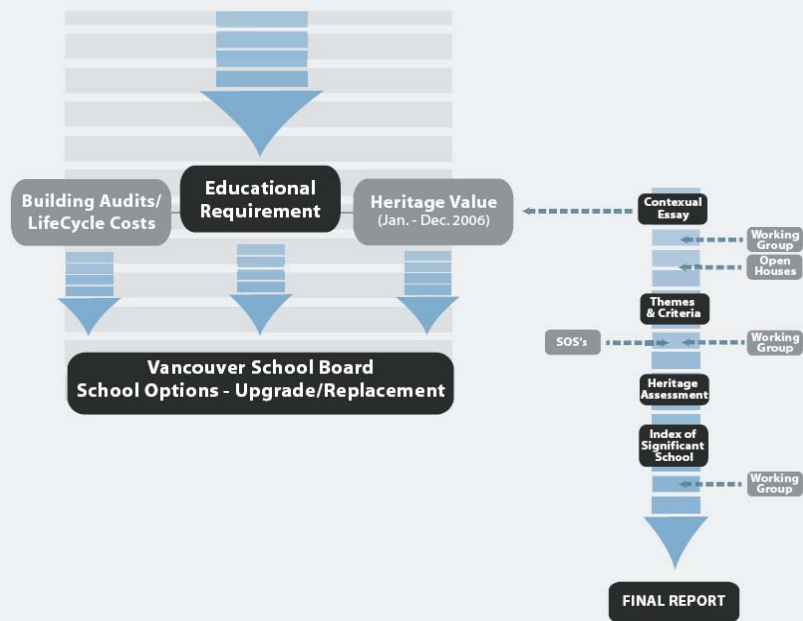 Building Audits/
LifeCycle Costs
Educational
Requirement
Heritage Value
(Jan. - Dec. 2006)
Vancouver School Board
School Options - Upgrade/Replacement
Contexual
Essay
Working
Group
Open
Houses
Themes
& Criteria
SOS's
Working
Group
Heritage
Assessment
Index of
Significant
School
Working
Group
FINAL REPORT